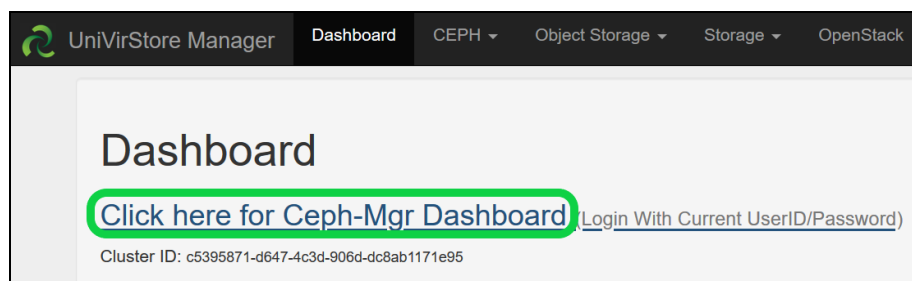 UniVirStore Manager Dashboard CEPH Object Storage Storage OpenStack
Dashboard
Click here for Ceph-Mgr Dashboard (Login With Current UserID/Password)
Cluster ID: c5395871-d647-4c3d-906d-dc8ab1171e95